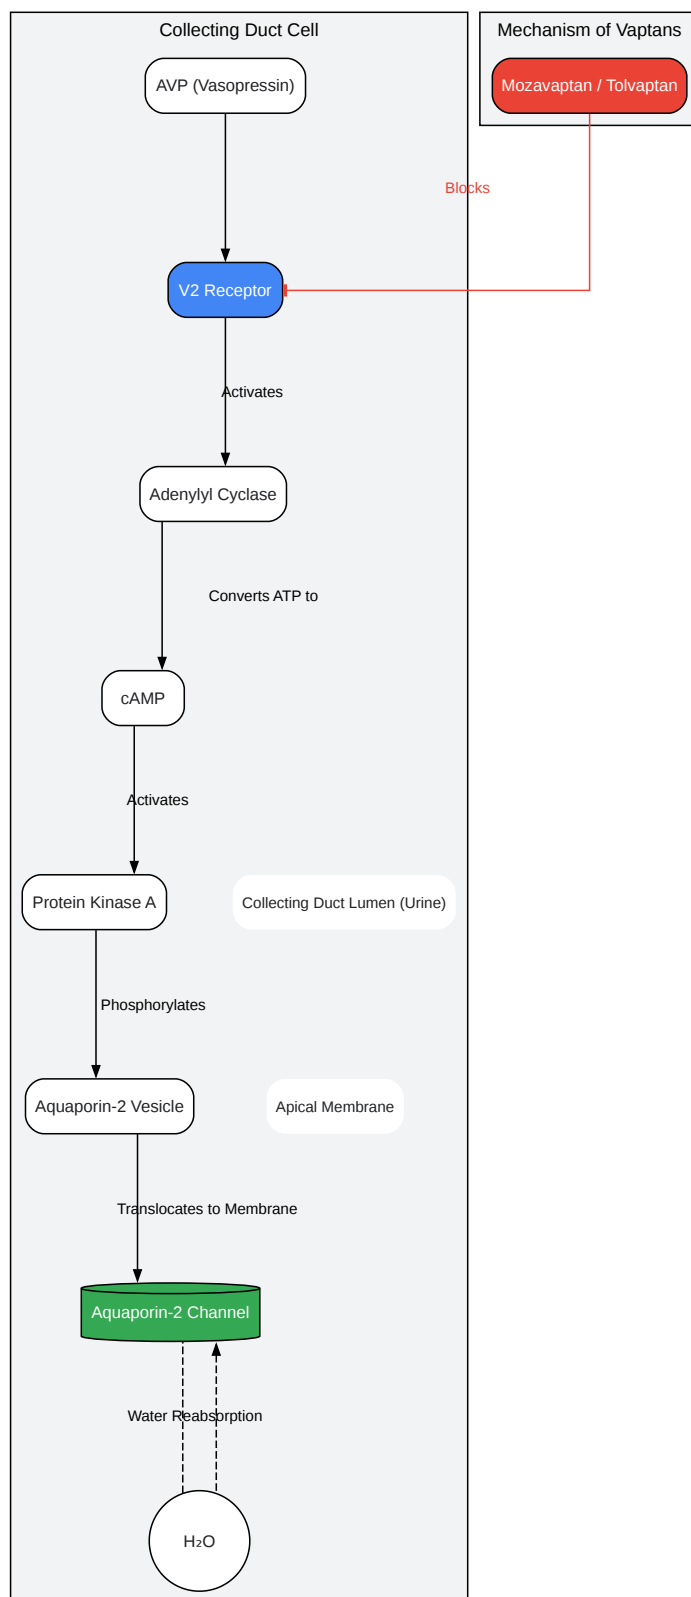 Collecting Duct Cell
Mechanism of Vaptans
AVP (Vasopressin)
Mozavaptan / Tolvaptan
Blocks
V2 Receptor
Activates
Adenylyl Cyclase
Converts ATP to
cAMP
Activates
Protein Kinase A
Collecting Duct Lumen (Urine)
Phosphorylates
Aquaporin-2 Vesicle
Apical Membrane
Translocates to Membrane
Aquaporin-2 Channel
Water Reabsorption
H₂O